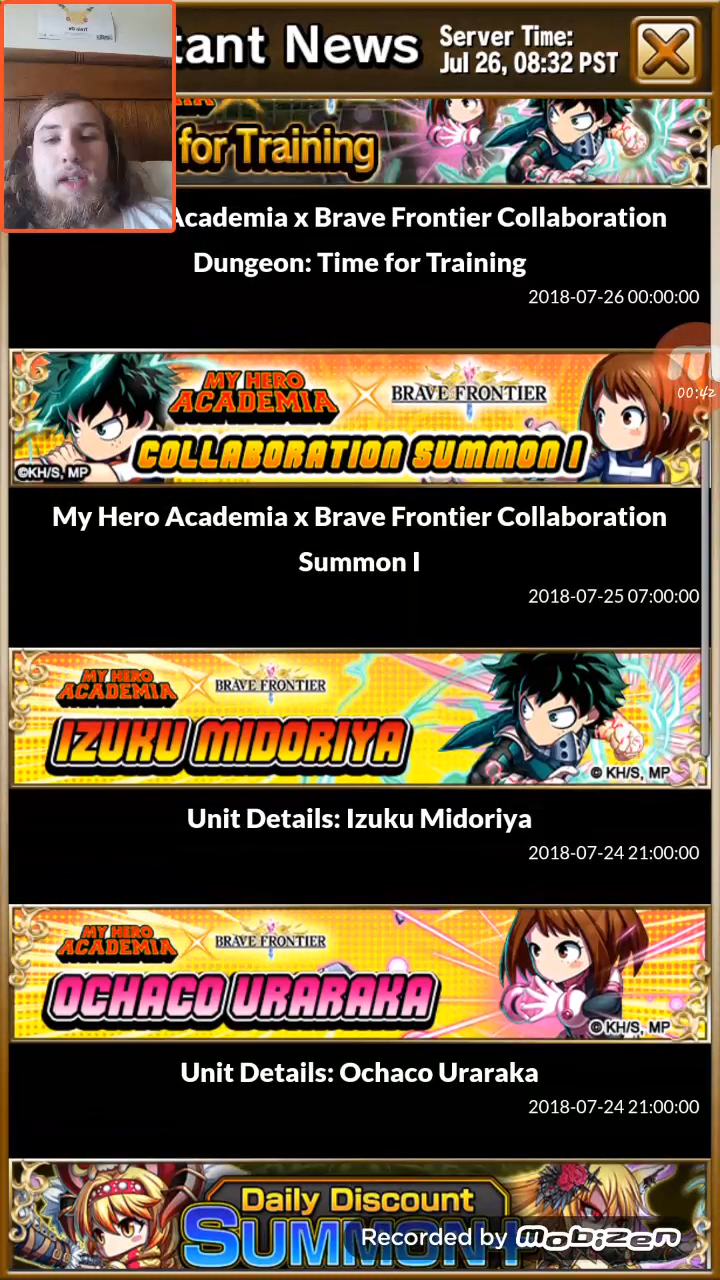 tant News
Server Time:
Jul 26, 08:32 PST
for Training
Academia x Brave Frontier Collaboration
Dungeon: Time for Training
2018-07-26 00:00:00
MY HERO
ACADEMIA
BRAVE FRONTIER
COLLABORATION SUMMON I
©KH/S, MP
00:42
My Hero Academia x Brave Frontier Collaboration
Summon I
2018-07-25 07:00:00
MY HERO
ACADEMIA
BRAVE FRONTIER
IZUKU MIDORIYA
© KH/S, MP
Unit Details: Izuku Midoriya
2018-07-24 21:00:00
MY HERO
ACADEMIA
BRAVE FRONTIER
OCHACO URARAKA
© KH/S, MP
Unit Details: Ochaco Uraraka
2018-07-24 21:00:00
Daily Discount
SUMMON I
Recorded by mobizen